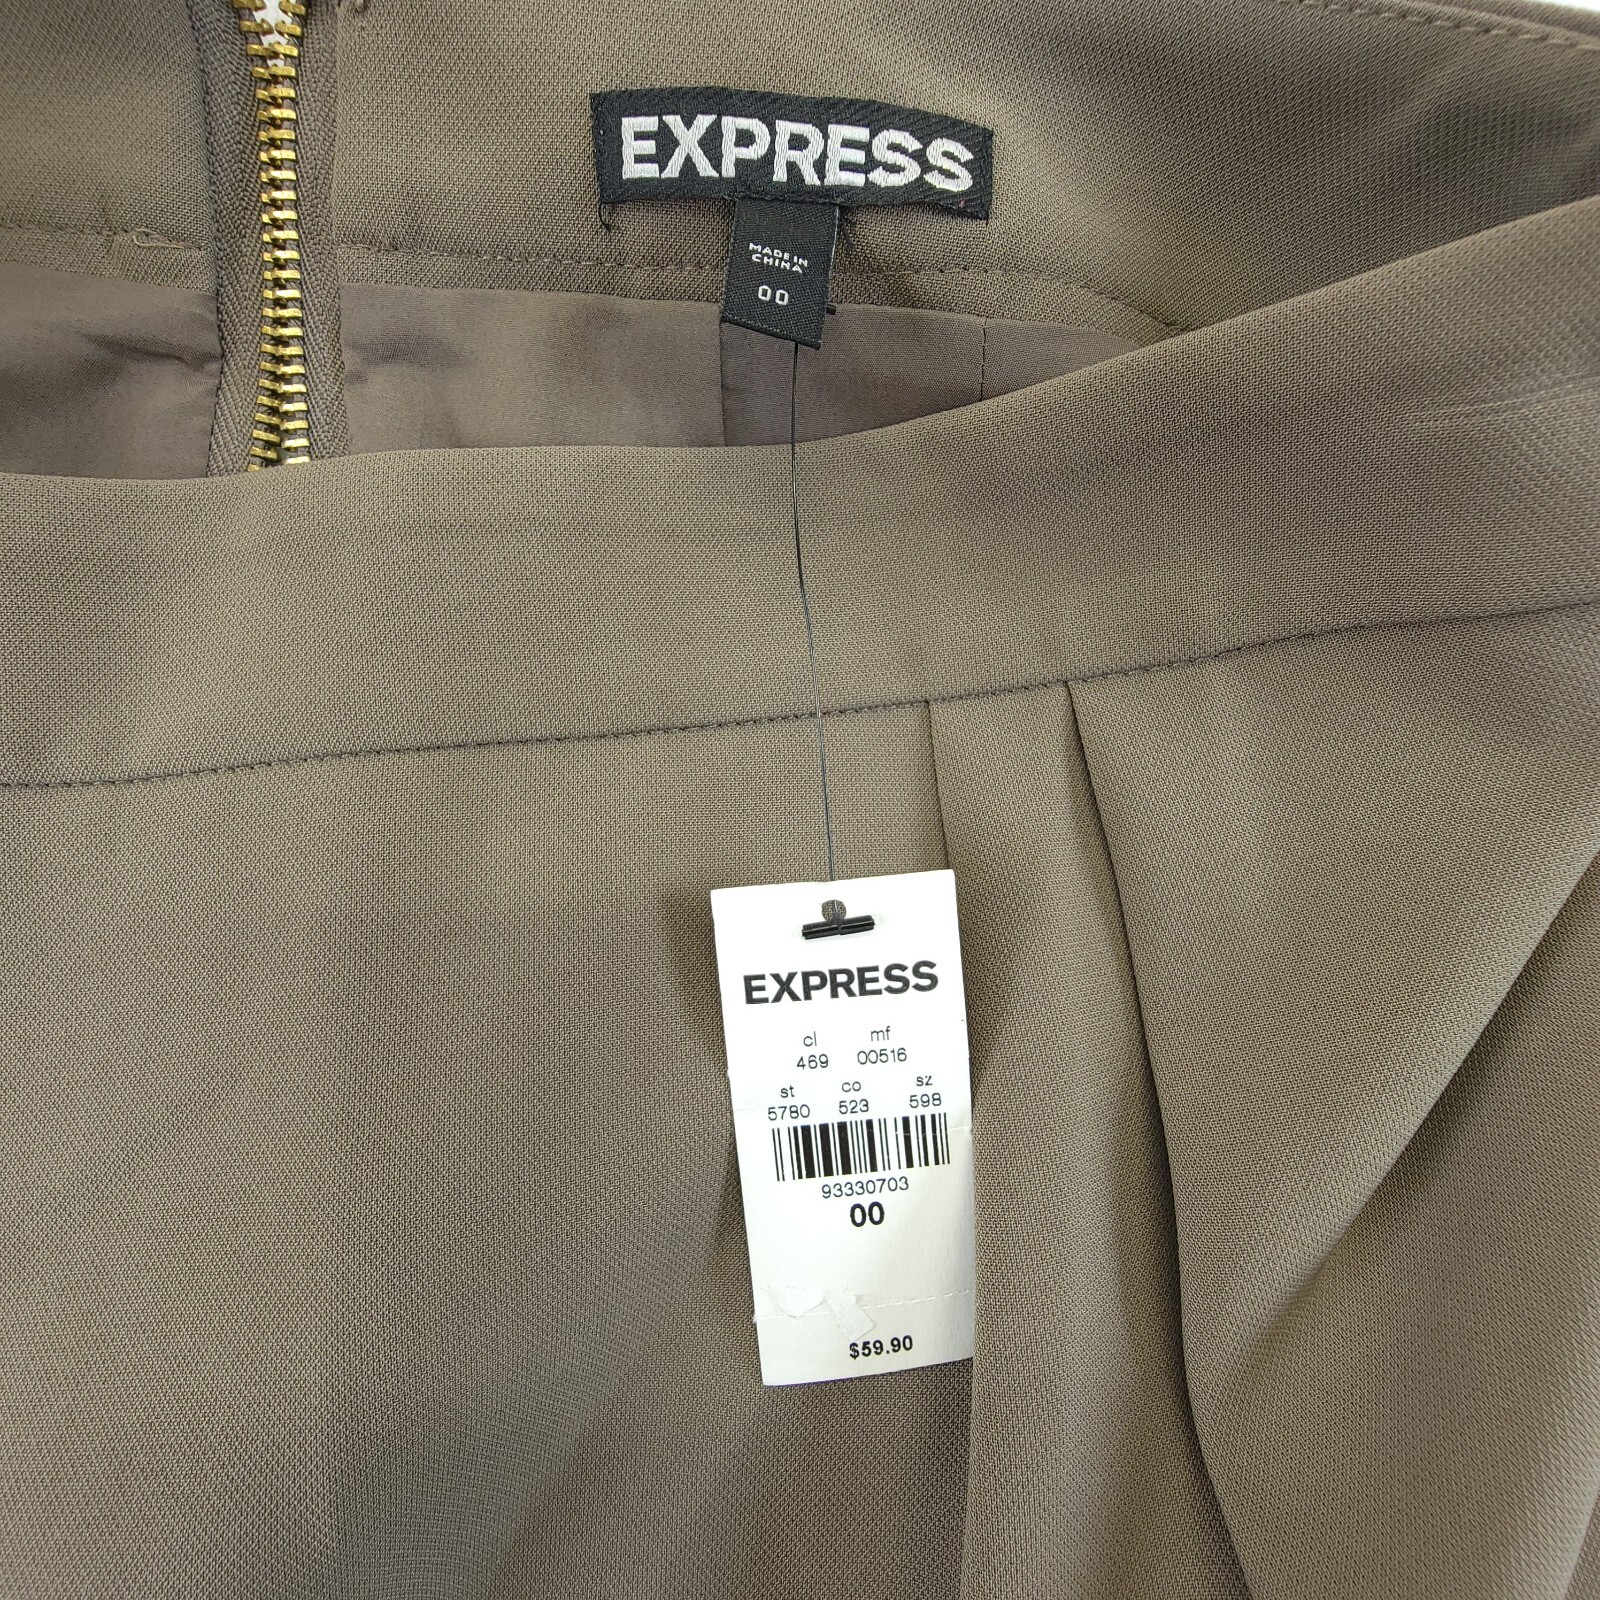 EXPRESS
MADE IN
CHINA
00
EXPRESS
cl mf
469 00516
st co sz
5780 523 598
93330703
00
$59.90